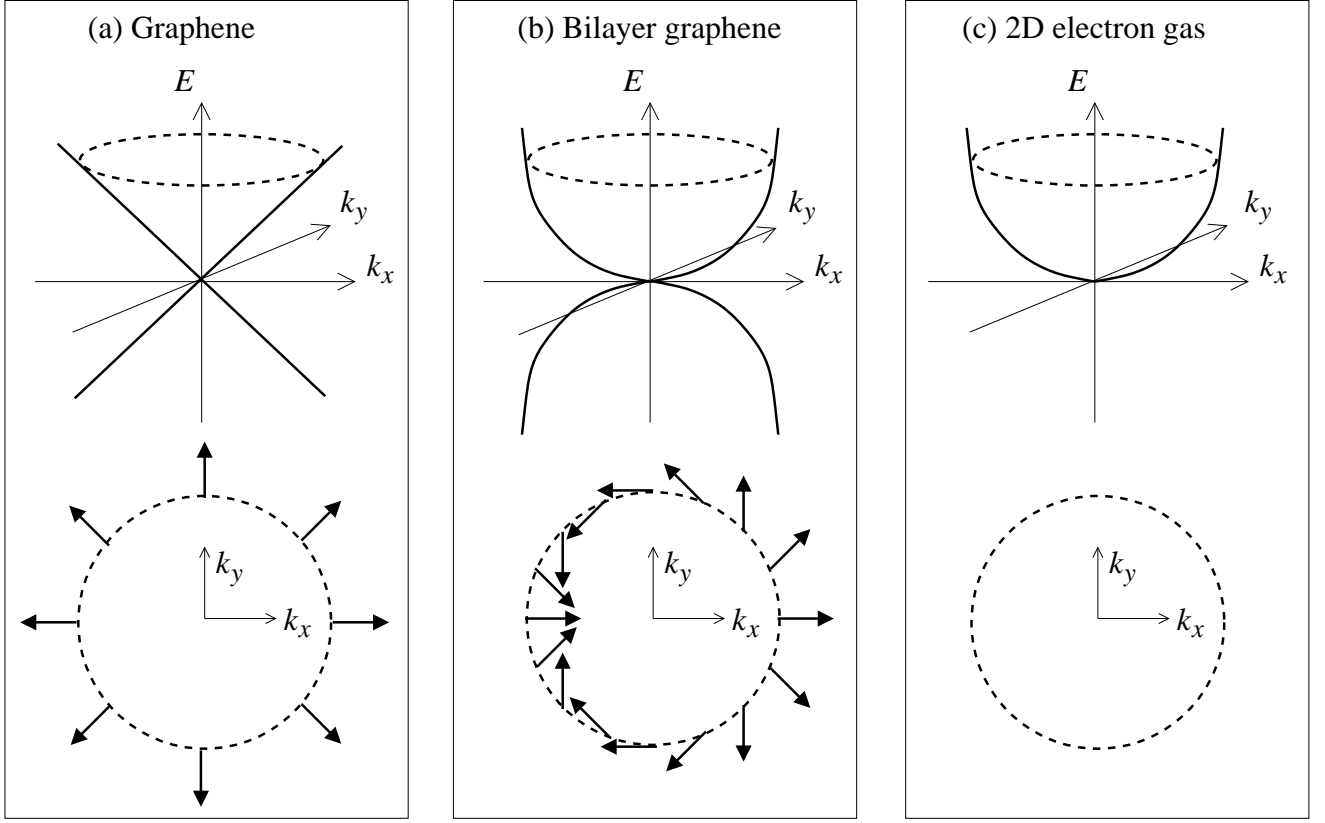 (a) Graphene
E
k_y
k_x
k_y
k_x
(b) Bilayer graphene
E
k_y
k_x
k_y
k_x
(c) 2D electron gas
E
k_y
k_x
k_y
k_x